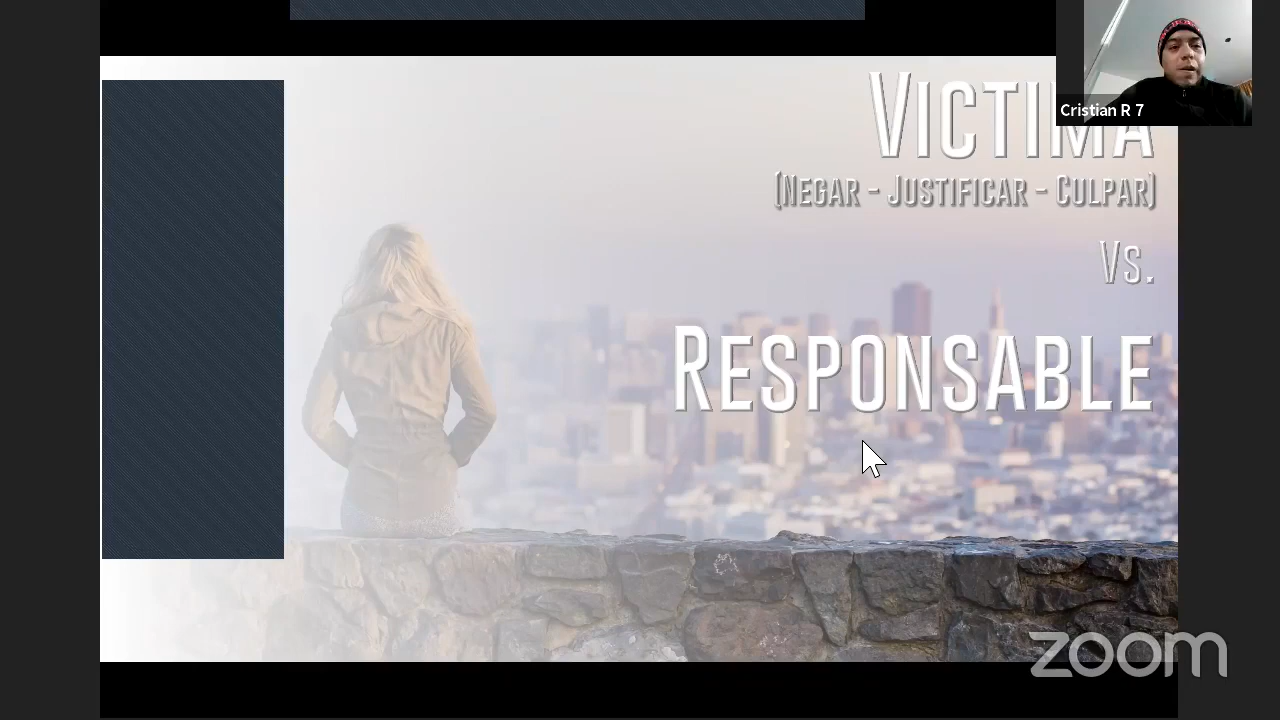 VICTIMA
(NEGAR - JUSTIFICAR - CULPAR)
VS.
RESPONSABLE
Cristian R 7
zoom